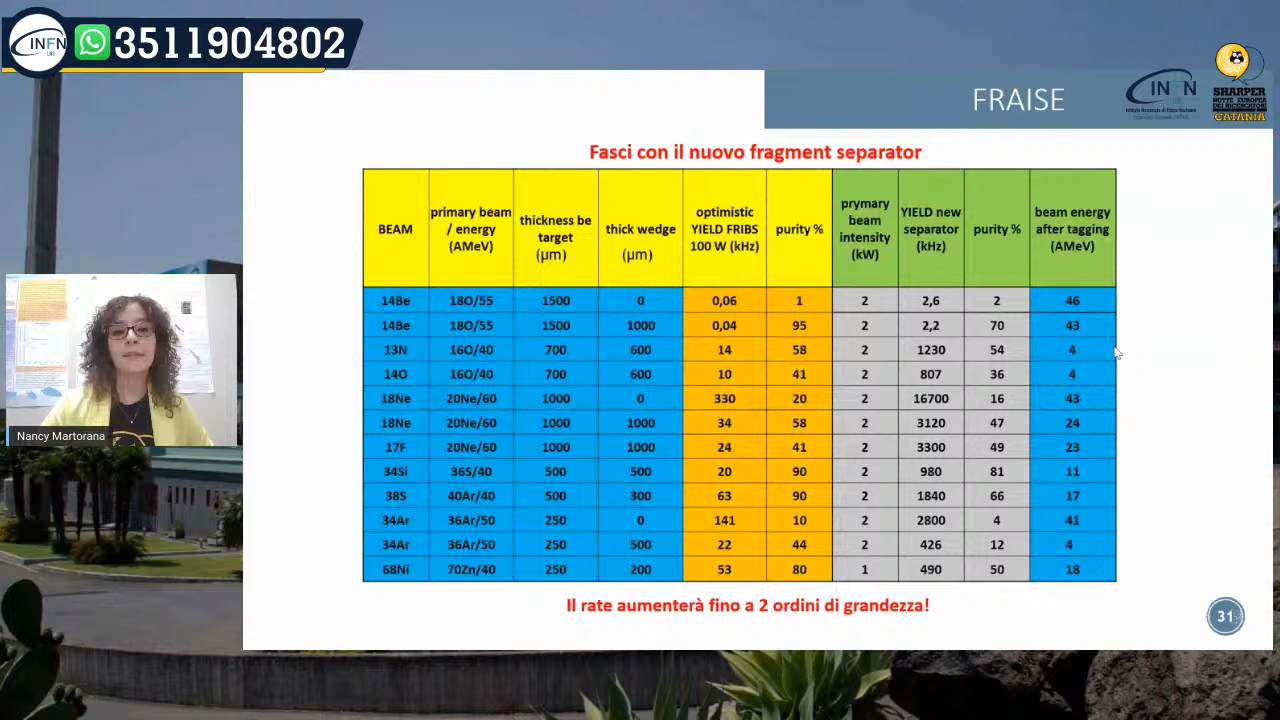 INFN
LNS
3511904802
FRAISE
INFN
SHARPER
NOTTE EUROPEA
DEI RICERCATORI
CATANIA
Fasci con il nuovo fragment separator
BEAM primary beam / energy (AMeV) thickness be target (µm) thick wedge (µm) optimistic YIELD FRIBS 100 W (kHz) purity % prymary beam intensity (kW) YIELD new separator (kHz) purity % beam energy after tagging (AMeV)
14Be 18O/55 1500 0 0,06 1 2 2,6 2 46
14Be 18O/55 1500 1000 0,04 95 2 2,2 70 43
13N 16O/40 700 600 14 58 2 1230 54 4
14O 16O/40 700 600 10 41 2 807 36 4
18Ne 20Ne/60 1000 0 330 20 2 16700 16 43
18Ne 20Ne/60 1000 1000 34 58 2 3120 47 24
17F 20Ne/60 1000 1000 24 41 2 3300 49 23
34Si 36S/40 500 500 20 90 2 980 81 11
38S 40Ar/40 500 300 63 90 2 1840 66 17
34Ar 36Ar/50 250 0 141 10 2 2800 4 41
34Ar 36Ar/50 250 500 22 44 2 426 12 4
68Ni 70Zn/40 250 200 53 80 1 490 50 18
Il rate aumenterà fino a 2 ordini di grandezza!
31
Nancy Martorana